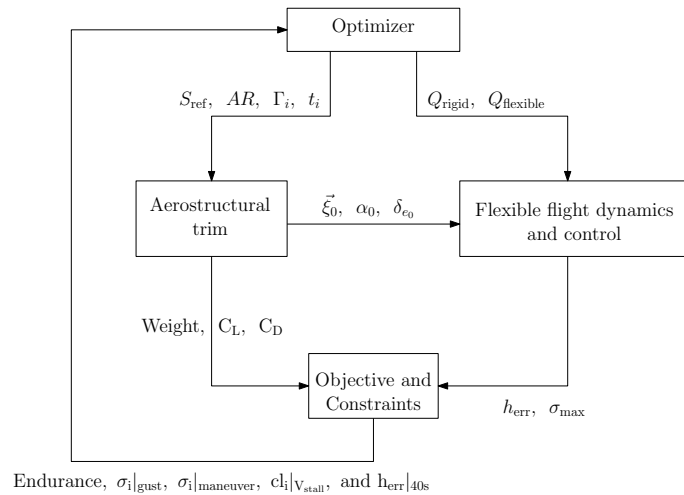 Optimizer
S_ref, AR, Γ_i, t_i
Q_rigid, Q_flexible
Aerostructural
trim
ξ⃗_0, α_0, δ_e_0
Flexible flight dynamics
and control
Weight, C_L, C_D
Objective and
Constraints
h_err, σ_max
Endurance, σ_i|_gust, σ_i|_maneuver, cl_i|_V_stall, and h_err|_40s